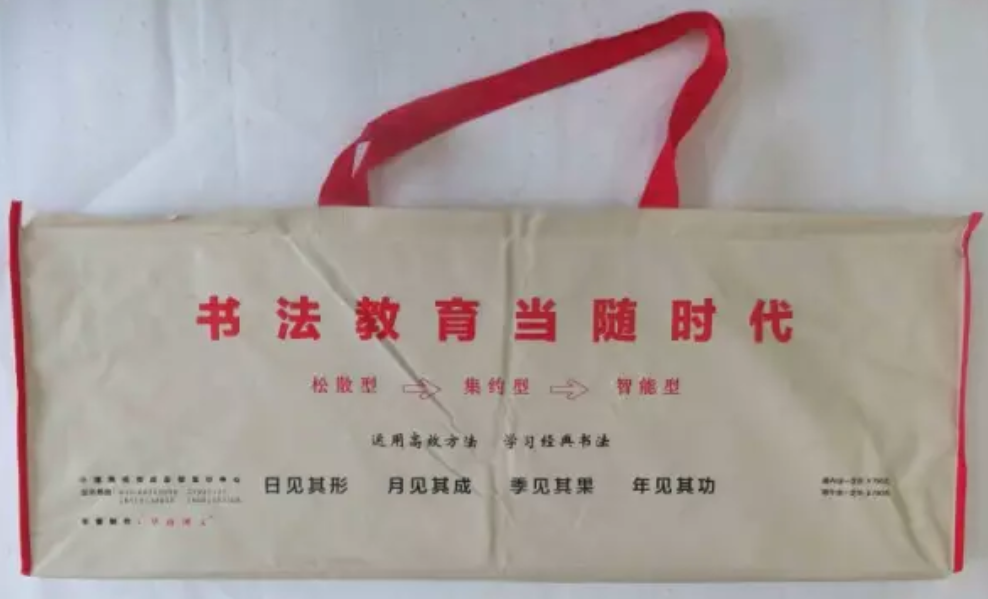 书法教育当随时代
松散型 ⇨ 集约型 ⇨ 智能型
运用高效方法 学习经典书法
日见其形 月见其成 季见其果 年见其功